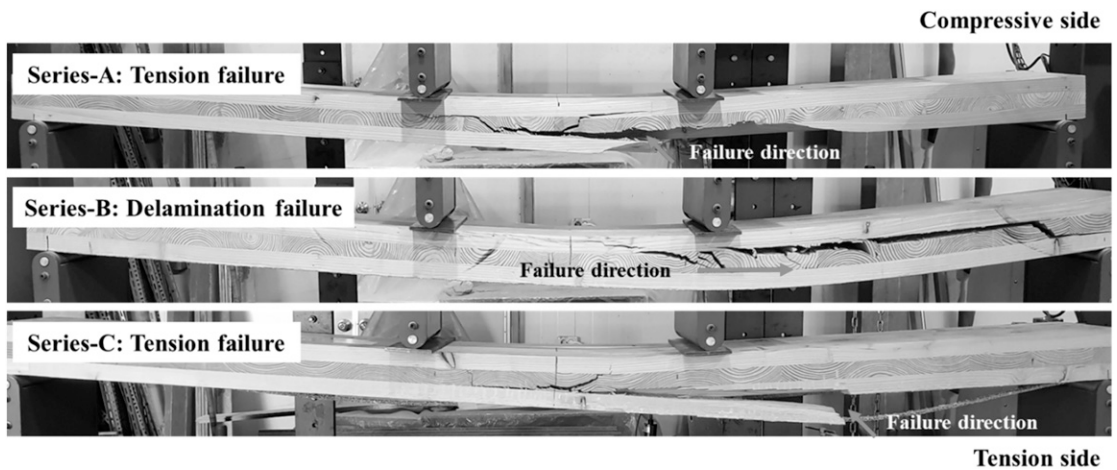 Compressive side
Series-A: Tension failure
Failure direction
Series-B: Delamination failure
Failure direction
Series-C: Tension failure
Failure direction
Tension side